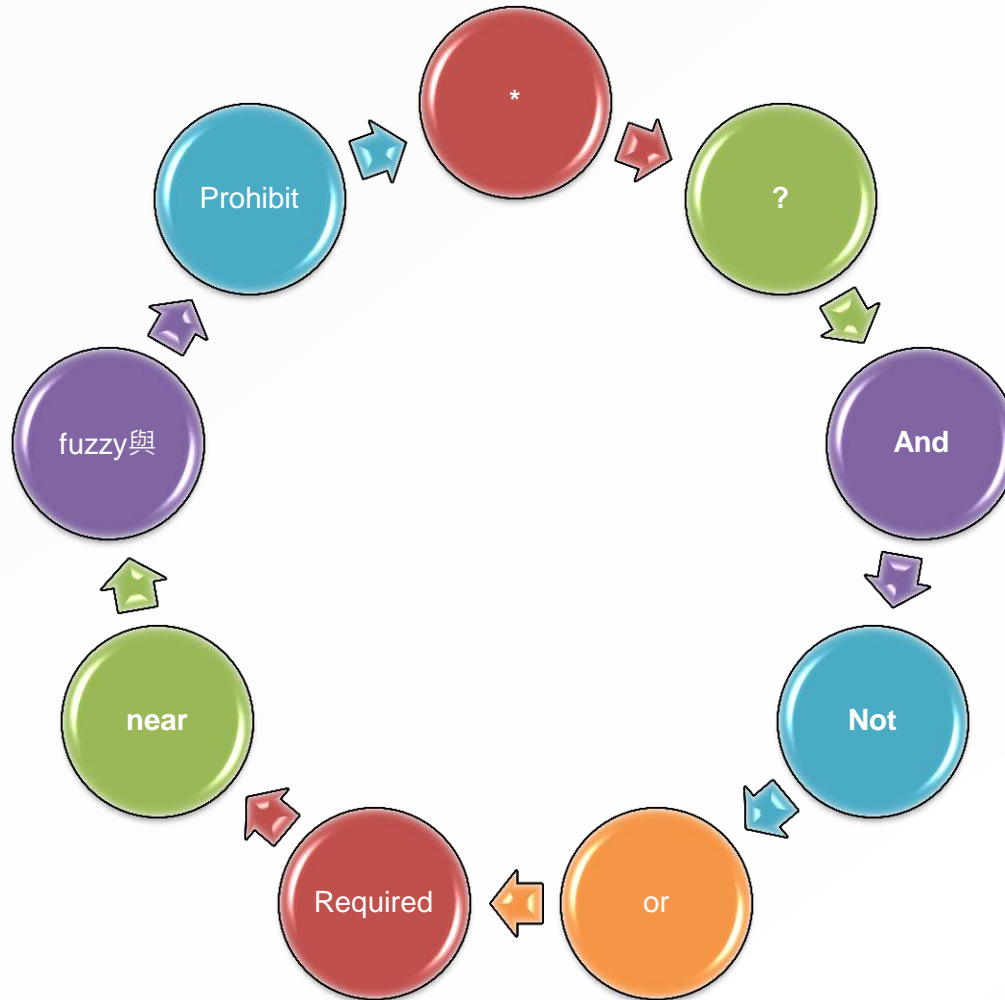 *
?
And
Not
or
Required
near
fuzzy與
Prohibit